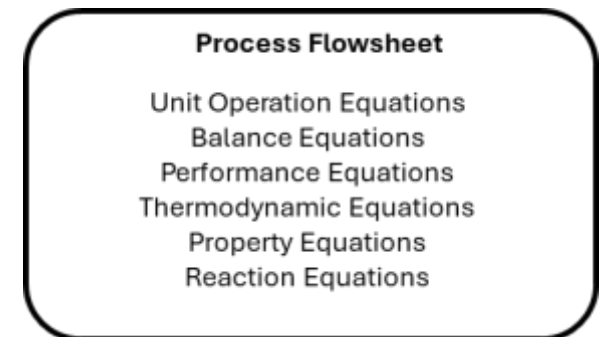 Process Flowsheet
Unit Operation Equations
Balance Equations
Performance Equations
Thermodynamic Equations
Property Equations
Reaction Equations